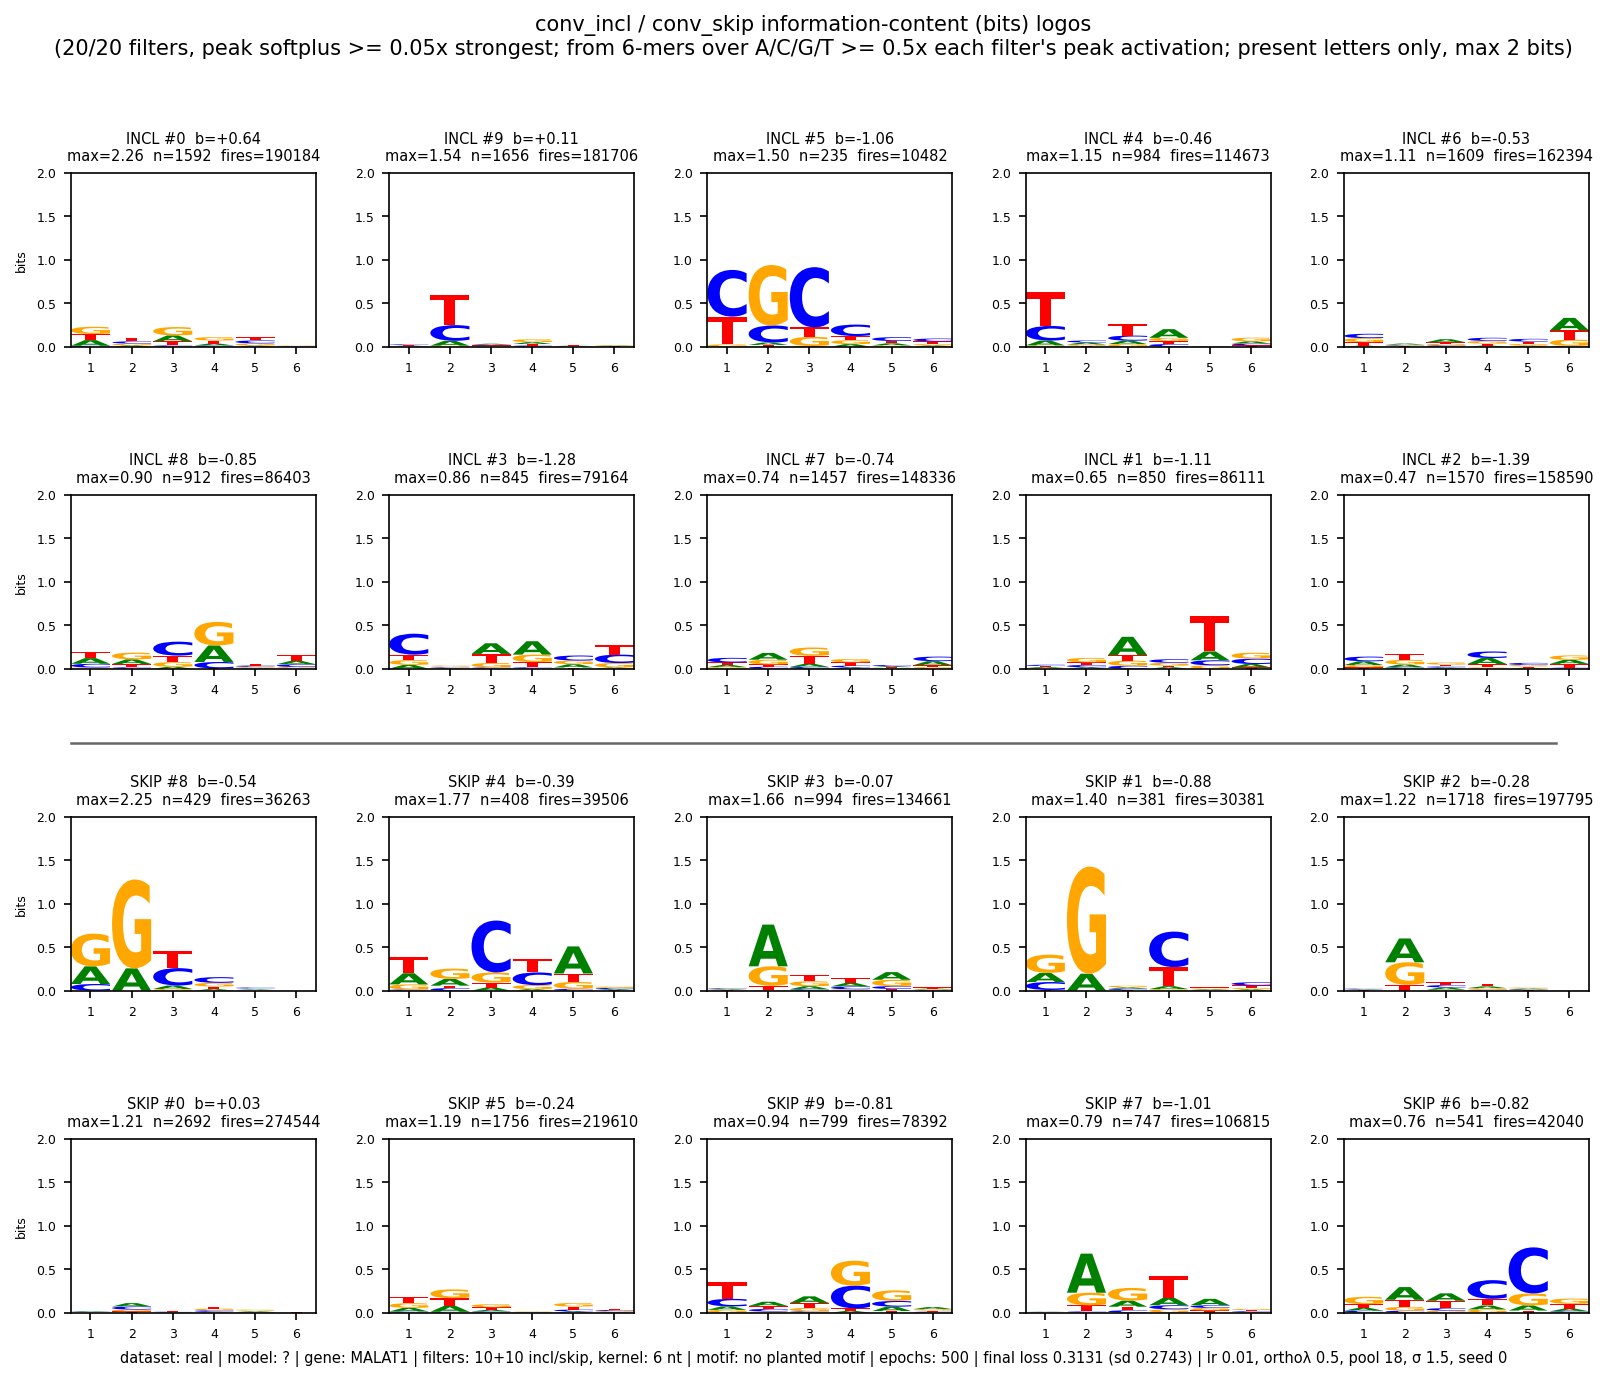 conv_incl / conv_skip information-content (bits) logos
(20/20 filters, peak softplus >= 0.05x strongest; from 6-mers over A/C/G/T >= 0.5x each filter's peak activation; present letters only, max 2 bits)
INCL #0  b=+0.64
max=2.26  n=1592  fires=190184
INCL #9  b=+0.11
max=1.54  n=1656  fires=181706
INCL #5  b=-1.06
max=1.50  n=235  fires=10482
INCL #4  b=-0.46
max=1.15  n=984  fires=114673
INCL #6  b=-0.53
max=1.11  n=1609  fires=162394
INCL #8  b=-0.85
max=0.90  n=912  fires=86403
INCL #3  b=-1.28
max=0.86  n=845  fires=79164
INCL #7  b=-0.74
max=0.74  n=1457  fires=148336
INCL #1  b=-1.11
max=0.65  n=850  fires=86111
INCL #2  b=-1.39
max=0.47  n=1570  fires=158590
SKIP #8  b=-0.54
max=2.25  n=429  fires=36263
SKIP #4  b=-0.39
max=1.77  n=408  fires=39506
SKIP #3  b=-0.07
max=1.66  n=994  fires=134661
SKIP #1  b=-0.88
max=1.40  n=381  fires=30381
SKIP #2  b=-0.28
max=1.22  n=1718  fires=197795
SKIP #0  b=+0.03
max=1.21  n=2692  fires=274544
SKIP #5  b=-0.24
max=1.19  n=1756  fires=219610
SKIP #9  b=-0.81
max=0.94  n=799  fires=78392
SKIP #7  b=-1.01
max=0.79  n=747  fires=106815
SKIP #6  b=-0.82
max=0.76  n=541  fires=42040
dataset: real | model: ? | gene: MALAT1 | filters: 10+10 incl/skip, kernel: 6 nt | motif: no planted motif | epochs: 500 | final loss 0.3131 (sd 0.2743) | lr 0.01, orthoλ 0.5, pool 18, σ 1.5, seed 0